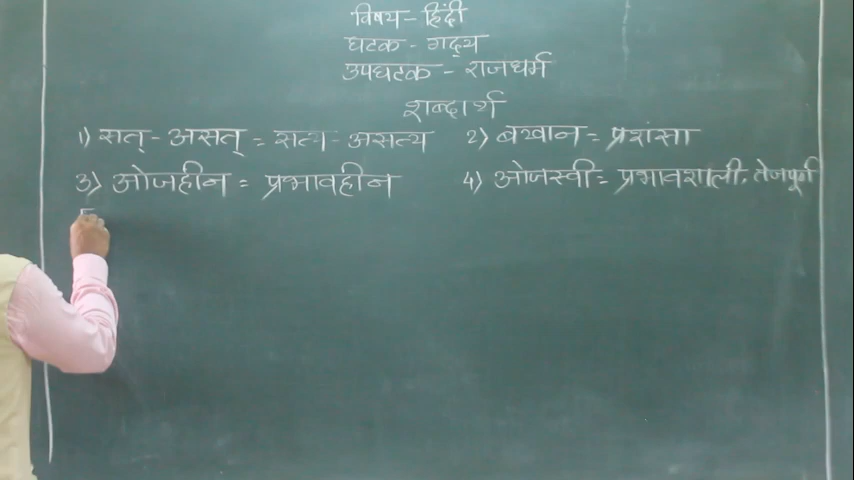 विषय - हिंदी
घटक - गद्य
उपघटक - राजधर्म
शब्दार्थ
1) सत् - असत् = सत्य - असत्य 2) बखान = प्रशंसा
3) ओजहीन = प्रभावहीन 4) ओजस्वी = प्रभावशाली, तेजपूर्ण